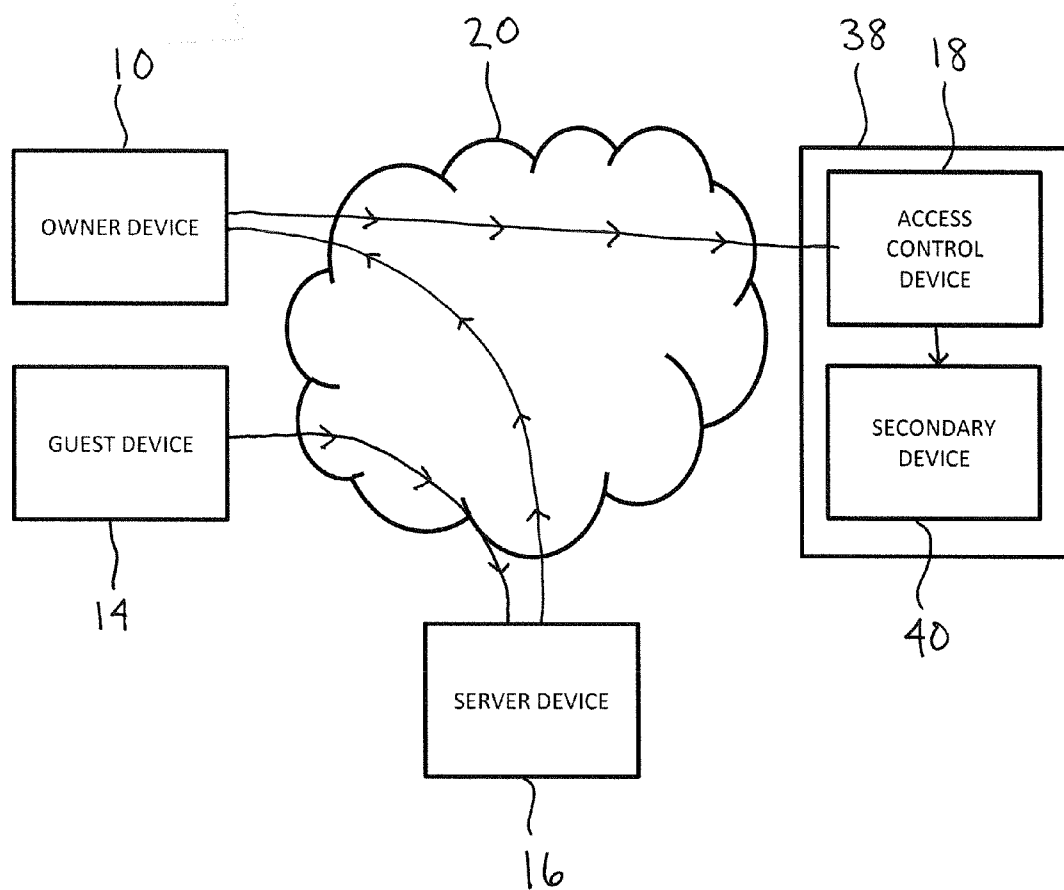 20
38
10
18
OWNER DEVICE
ACCESS
CONTROL
DEVICE
GUEST DEVICE
SECONDARY
DEVICE
14
40
SERVER DEVICE
16